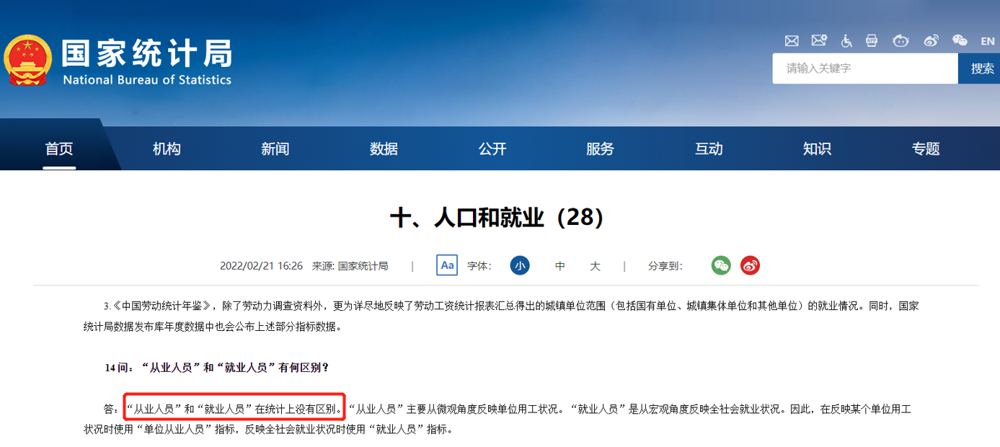 国家统计局
National Bureau of Statistics
APP
EN
请输入关键字
搜索
首页
机构
新闻
数据
公开
服务
互动
知识
专题
十、人口和就业（28）
2022/02/21 16:26 来源: 国家统计局 | Aa 字体： 小 中 大 | 分享到：
3.《中国劳动统计年鉴》，除了劳动力调查资料外，更为详尽地反映了劳动工资统计报表汇总得出的城镇单位范围（包括国有单位、城镇集体单位和其他单位）的就业情况。同时，国家
统计局数据发布库年度数据中也会公布上述部分指标数据。
14 问：“从业人员”和“就业人员”有何区别？
答：“从业人员”和“就业人员”在统计上没有区别。“从业人员”主要从微观角度反映单位用工状况。“就业人员”是从宏观角度反映全社会就业状况。因此，在反映某个单位用工
状况时使用“单位从业人员”指标，反映全社会就业状况时使用“就业人员”指标。